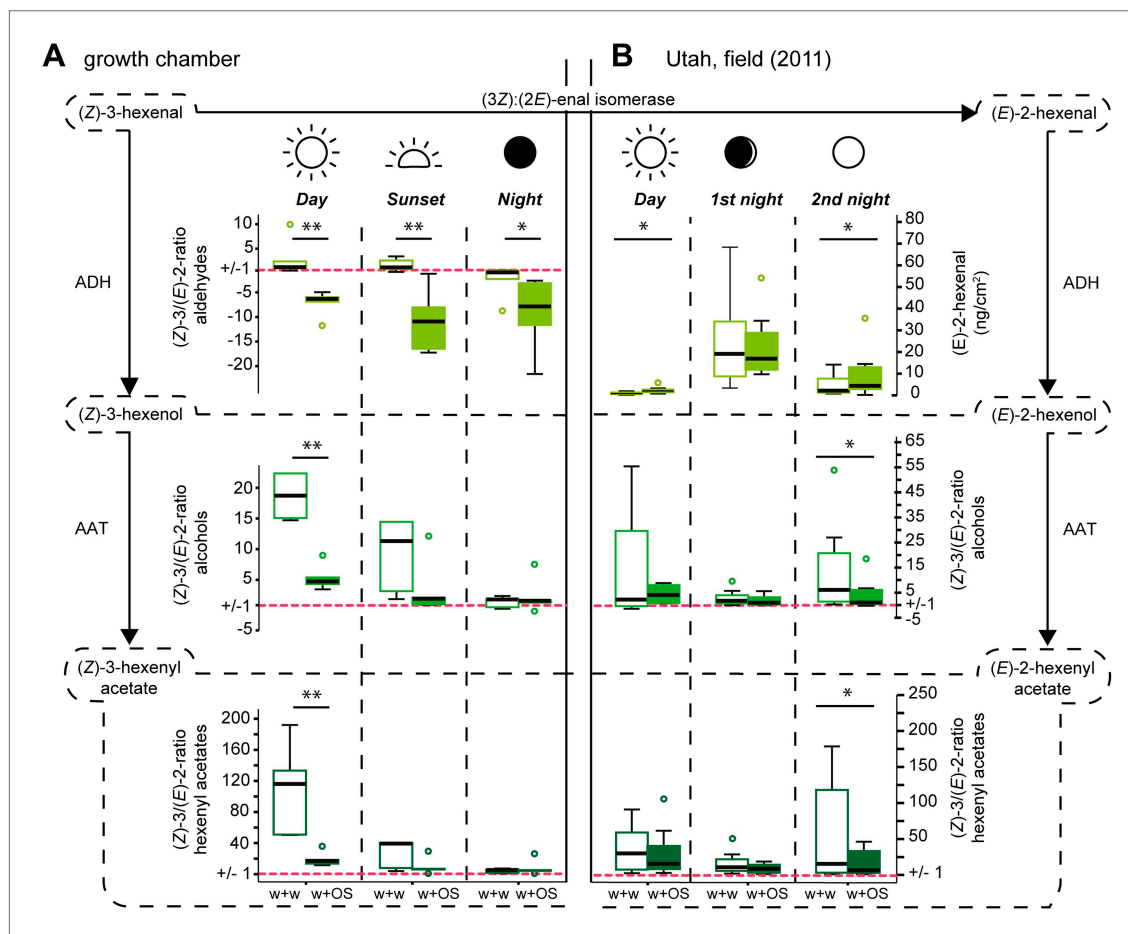 A growth chamber
B Utah, field (2011)
(3Z):(2E)-enal isomerase
(Z)-3-hexenal
(E)-2-hexenal
Day
Sunset
Night
Day
1st night
2nd night
ADH
(Z)-3/(E)-2-ratio
aldehydes
10
5
+/-1
-5
-10
-15
-20
**
**
*
*
*
80
70
60
50
40
30
20
10
0
(E)-2-hexenal
(ng/cm²)
ADH
(Z)-3-hexenol
(E)-2-hexenol
AAT
(Z)-3/(E)-2-ratio
alcohols
20
15
10
5
+/-1
-5
**
*
65
55
45
35
25
15
5
+/-1
-5
(Z)-3/(E)-2-ratio
alcohols
AAT
(Z)-3-hexenyl
acetate
(E)-2-hexenyl
acetate
(Z)-3/(E)-2-ratio
hexenyl acetates
200
160
120
80
40
+/- 1
**
*
250
200
150
100
50
+/- 1
(Z)-3/(E)-2-ratio
hexenyl acetates
w+w w+OS w+w w+OS w+w w+OS w+w w+OS w+w w+OS w+w w+OS